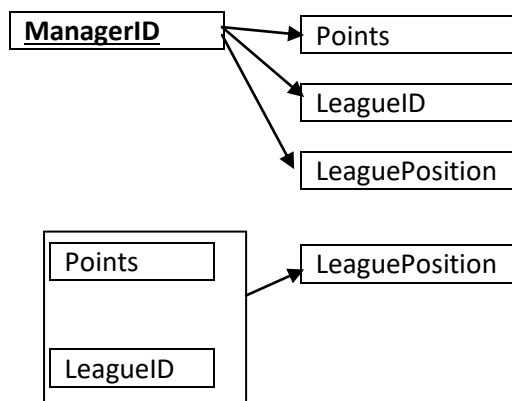 ManagerID
Points
LeagueID
LeaguePosition
Points
LeaguePosition
LeagueID